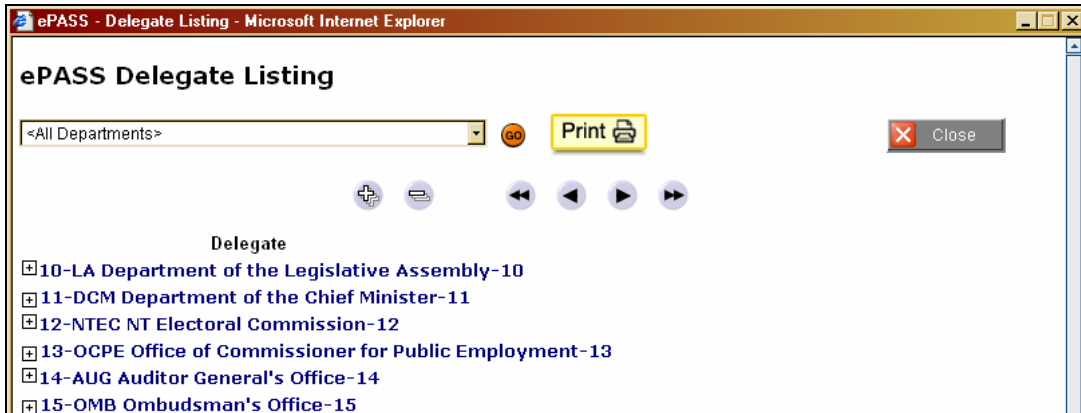 ePASS - Delegate Listing - Microsoft Internet Explorer
ePASS Delegate Listing
<All Departments> GO Print Close
Delegate
10-LA Department of the Legislative Assembly-10
11-DCM Department of the Chief Minister-11
12-NTEC NT Electoral Commission-12
13-OCPE Office of Commissioner for Public Employment-13
14-AUG Auditor General's Office-14
15-OMB Ombudsman's Office-15